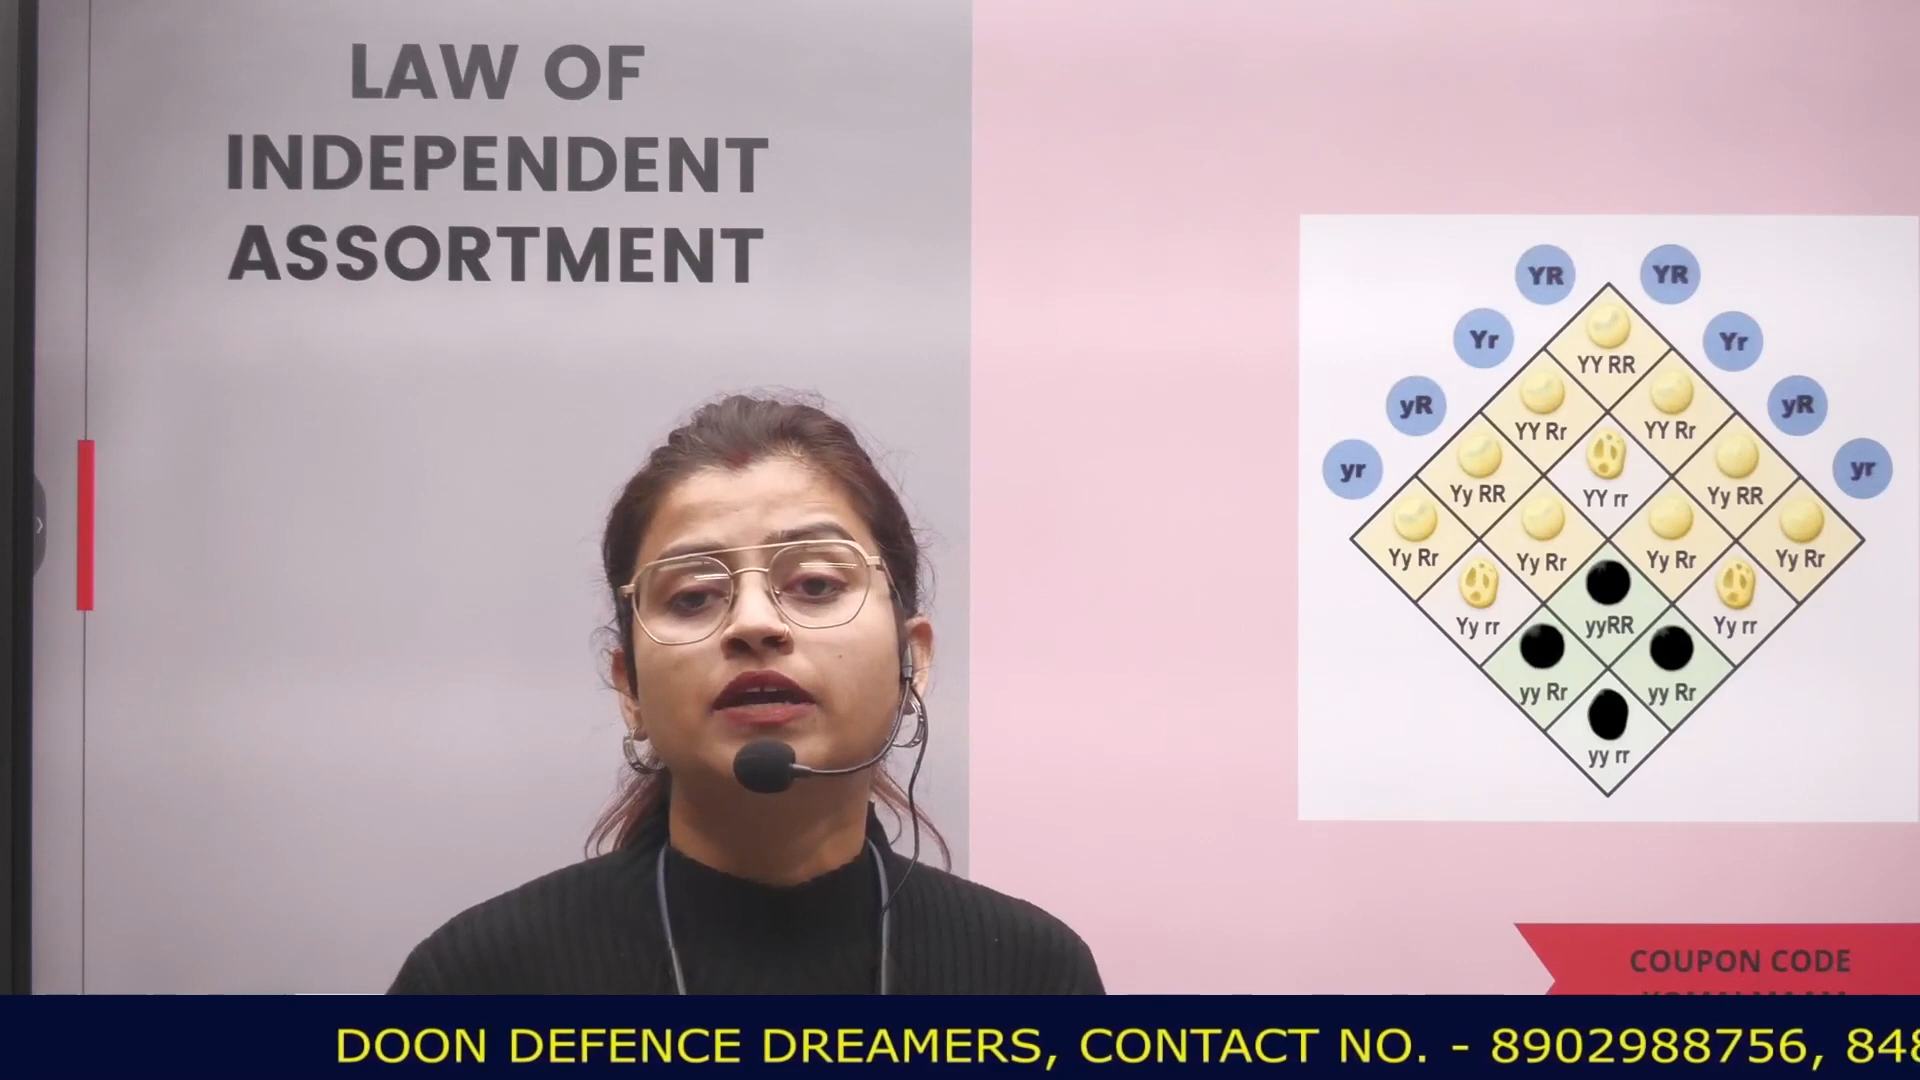 LAW OF
INDEPENDENT
ASSORTMENT
YR YR
Yr Yr
yR yR
yr yr
YY RR
YY Rr YY Rr
Yy RR YY rr Yy RR
Yy Rr Yy Rr Yy Rr Yy Rr
Yy rr yyRR Yy rr
yy Rr yy Rr
yy rr
COUPON CODE
DOON DEFENCE DREAMERS, CONTACT NO. - 8902988756, 848